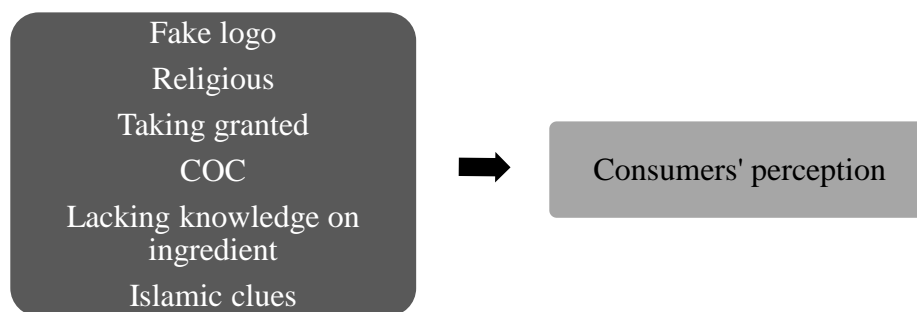 Fake logo
Religious
Taking granted
COC
Lacking knowledge on
ingredient
Islamic clues
Consumers' perception